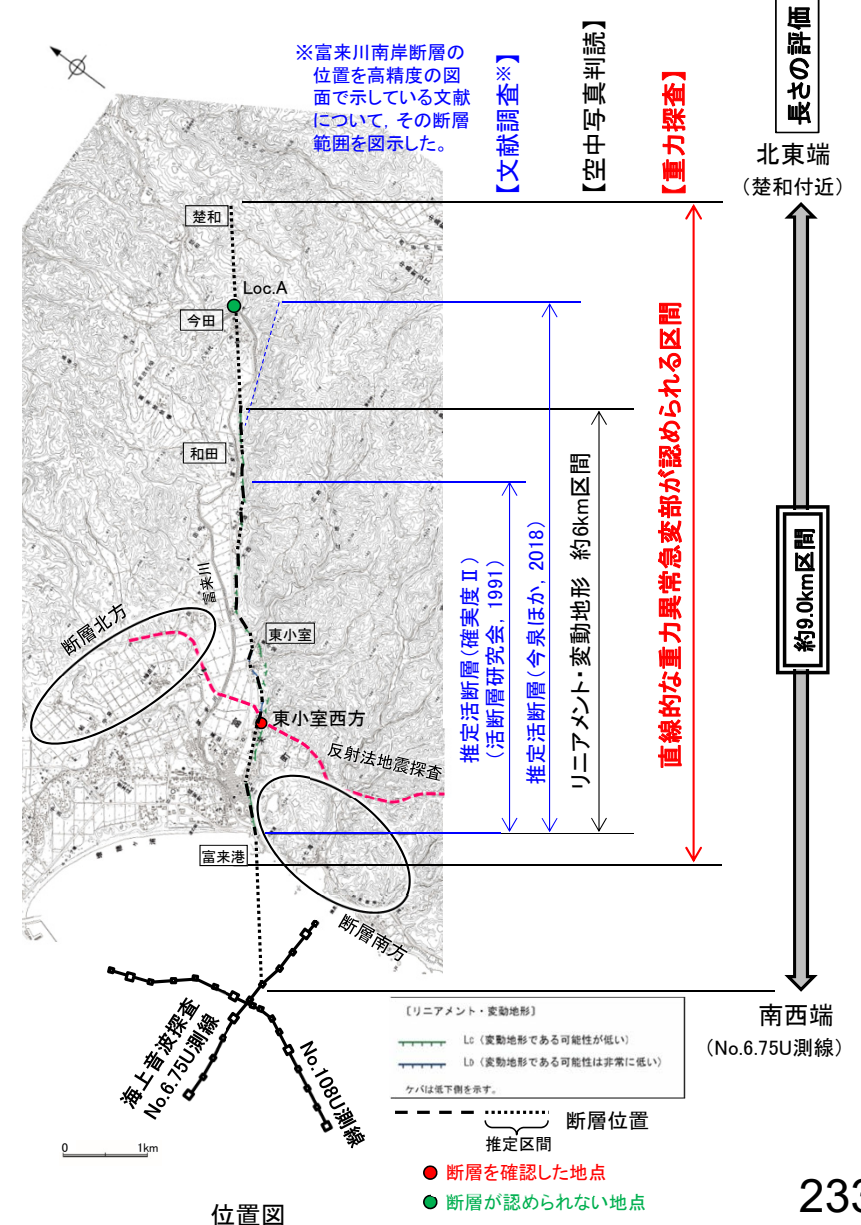 ※富来川南岸断層の
位置を高精度の図
面で示している文献
について，その断層
範囲を図示した。
【文献調査※】
【空中写真判読】
【重力探査】
長さの評価
北東端
（楚和付近）
楚和
Loc.A
今田
和田
富来川
断層北方
東小室
東小室西方
反射法地震探査
富来港
断層南方
推定活断層（確実度Ⅱ）
（活断層研究会，1991）
推定活断層（今泉ほか，2018）
リニアメント・変動地形 約6km区間
直線的な重力異常急変部が認められる区間
約9.0km区間
南西端
（No.6.75U測線）
海上音波探査
No.6.75U測線
No.108U測線
〔リニアメント・変動地形〕
Lc（変動地形である可能性が低い）
LD（変動地形である可能性は非常に低い）
ケバは低下側を示す。
断層位置
推定区間
断層を確認した地点
断層が認められない地点
0 1km
位置図
233